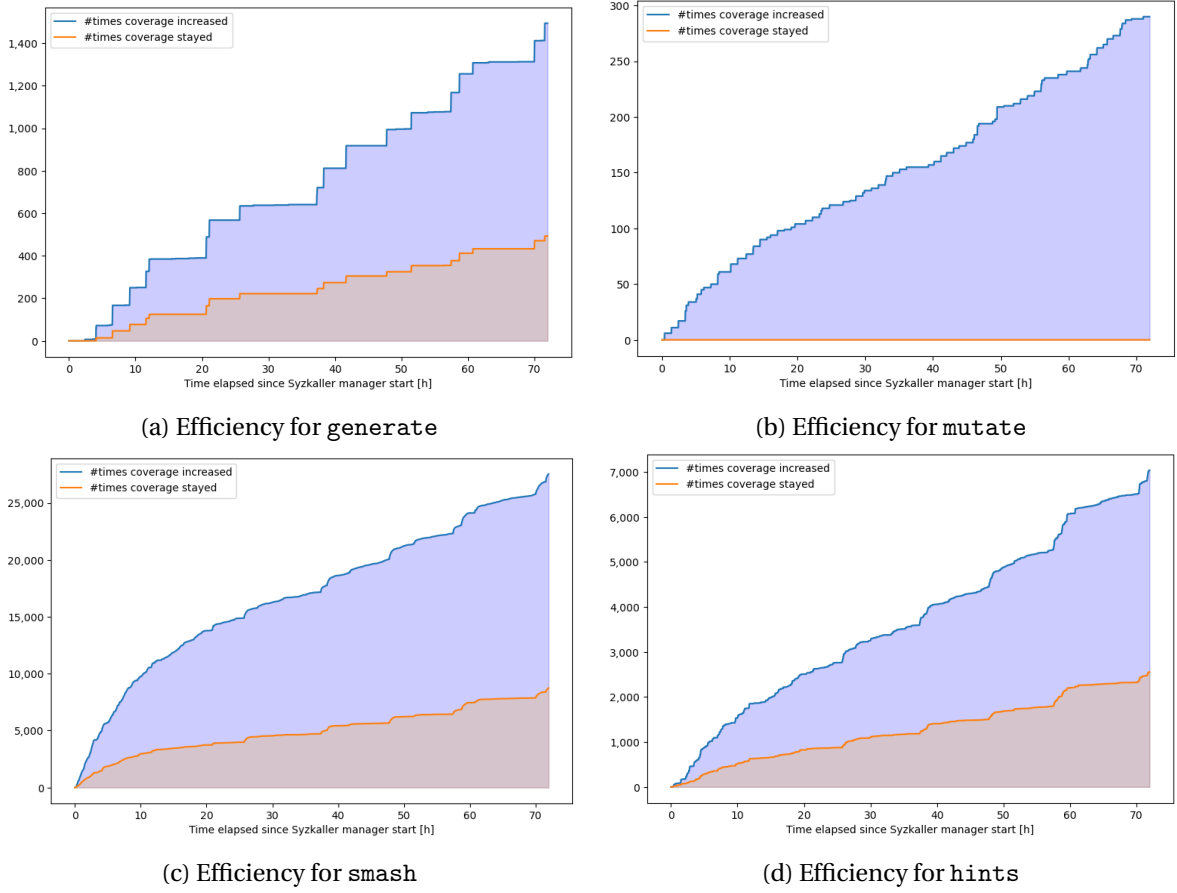 #times coverage increased
#times coverage stayed
1,400
1,200
1,000
800
600
400
200
0
0 10 20 30 40 50 60 70
Time elapsed since Syzkaller manager start [h]
(a) Efficiency for generate
#times coverage increased
#times coverage stayed
300
250
200
150
100
50
0
0 10 20 30 40 50 60 70
Time elapsed since Syzkaller manager start [h]
(b) Efficiency for mutate
#times coverage increased
#times coverage stayed
25,000
20,000
15,000
10,000
5,000
0
0 10 20 30 40 50 60 70
Time elapsed since Syzkaller manager start [h]
(c) Efficiency for smash
#times coverage increased
#times coverage stayed
7,000
6,000
5,000
4,000
3,000
2,000
1,000
0
0 10 20 30 40 50 60 70
Time elapsed since Syzkaller manager start [h]
(d) Efficiency for hints